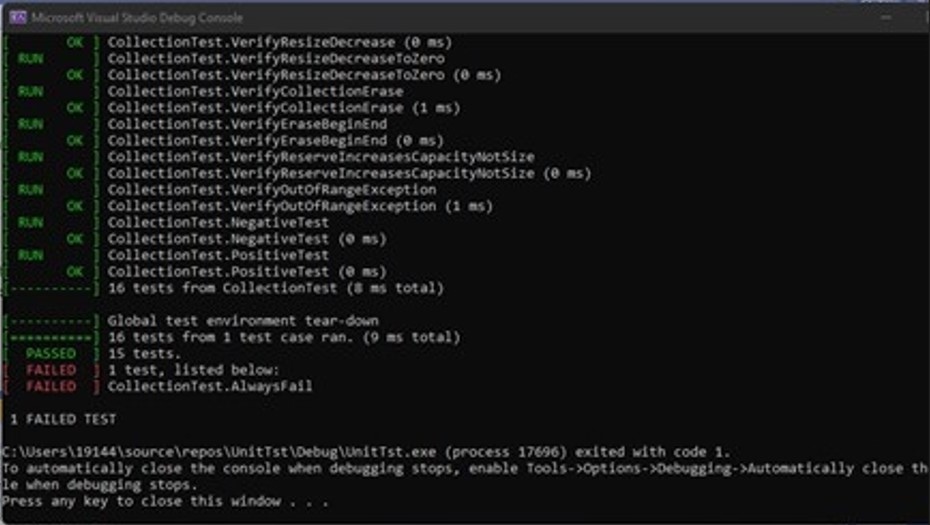 Microsoft Visual Studio Debug Console
[       OK ] CollectionTest.VerifyResizeDecrease (0 ms)
[ RUN      ] CollectionTest.VerifyResizeDecreaseToZero
[       OK ] CollectionTest.VerifyResizeDecreaseToZero (0 ms)
[ RUN      ] CollectionTest.VerifyCollectionErase
[       OK ] CollectionTest.VerifyCollectionErase (1 ms)
[ RUN      ] CollectionTest.VerifyEraseBeginEnd
[       OK ] CollectionTest.VerifyEraseBeginEnd (0 ms)
[ RUN      ] CollectionTest.VerifyReserveIncreasesCapacityNotSize
[       OK ] CollectionTest.VerifyReserveIncreasesCapacityNotSize (0 ms)
[ RUN      ] CollectionTest.VerifyOutOfRangeException
[       OK ] CollectionTest.VerifyOutOfRangeException (1 ms)
[ RUN      ] CollectionTest.NegativeTest
[       OK ] CollectionTest.NegativeTest (0 ms)
[ RUN      ] CollectionTest.PositiveTest
[       OK ] CollectionTest.PositiveTest (0 ms)
[----------] 16 tests from CollectionTest (8 ms total)
[----------] Global test environment tear-down
[==========] 16 tests from 1 test case ran. (9 ms total)
[  PASSED  ] 15 tests.
[  FAILED  ] 1 test, listed below:
[  FAILED  ] CollectionTest.AlwaysFail
1 FAILED TEST
C:\Users\19144\source\repos\UnitTst\Debug\UnitTst.exe (process 17696) exited with code 1.
To automatically close the console when debugging stops, enable Tools->Options->Debugging->Automatically close th
le when debugging stops.
Press any key to close this window . . .